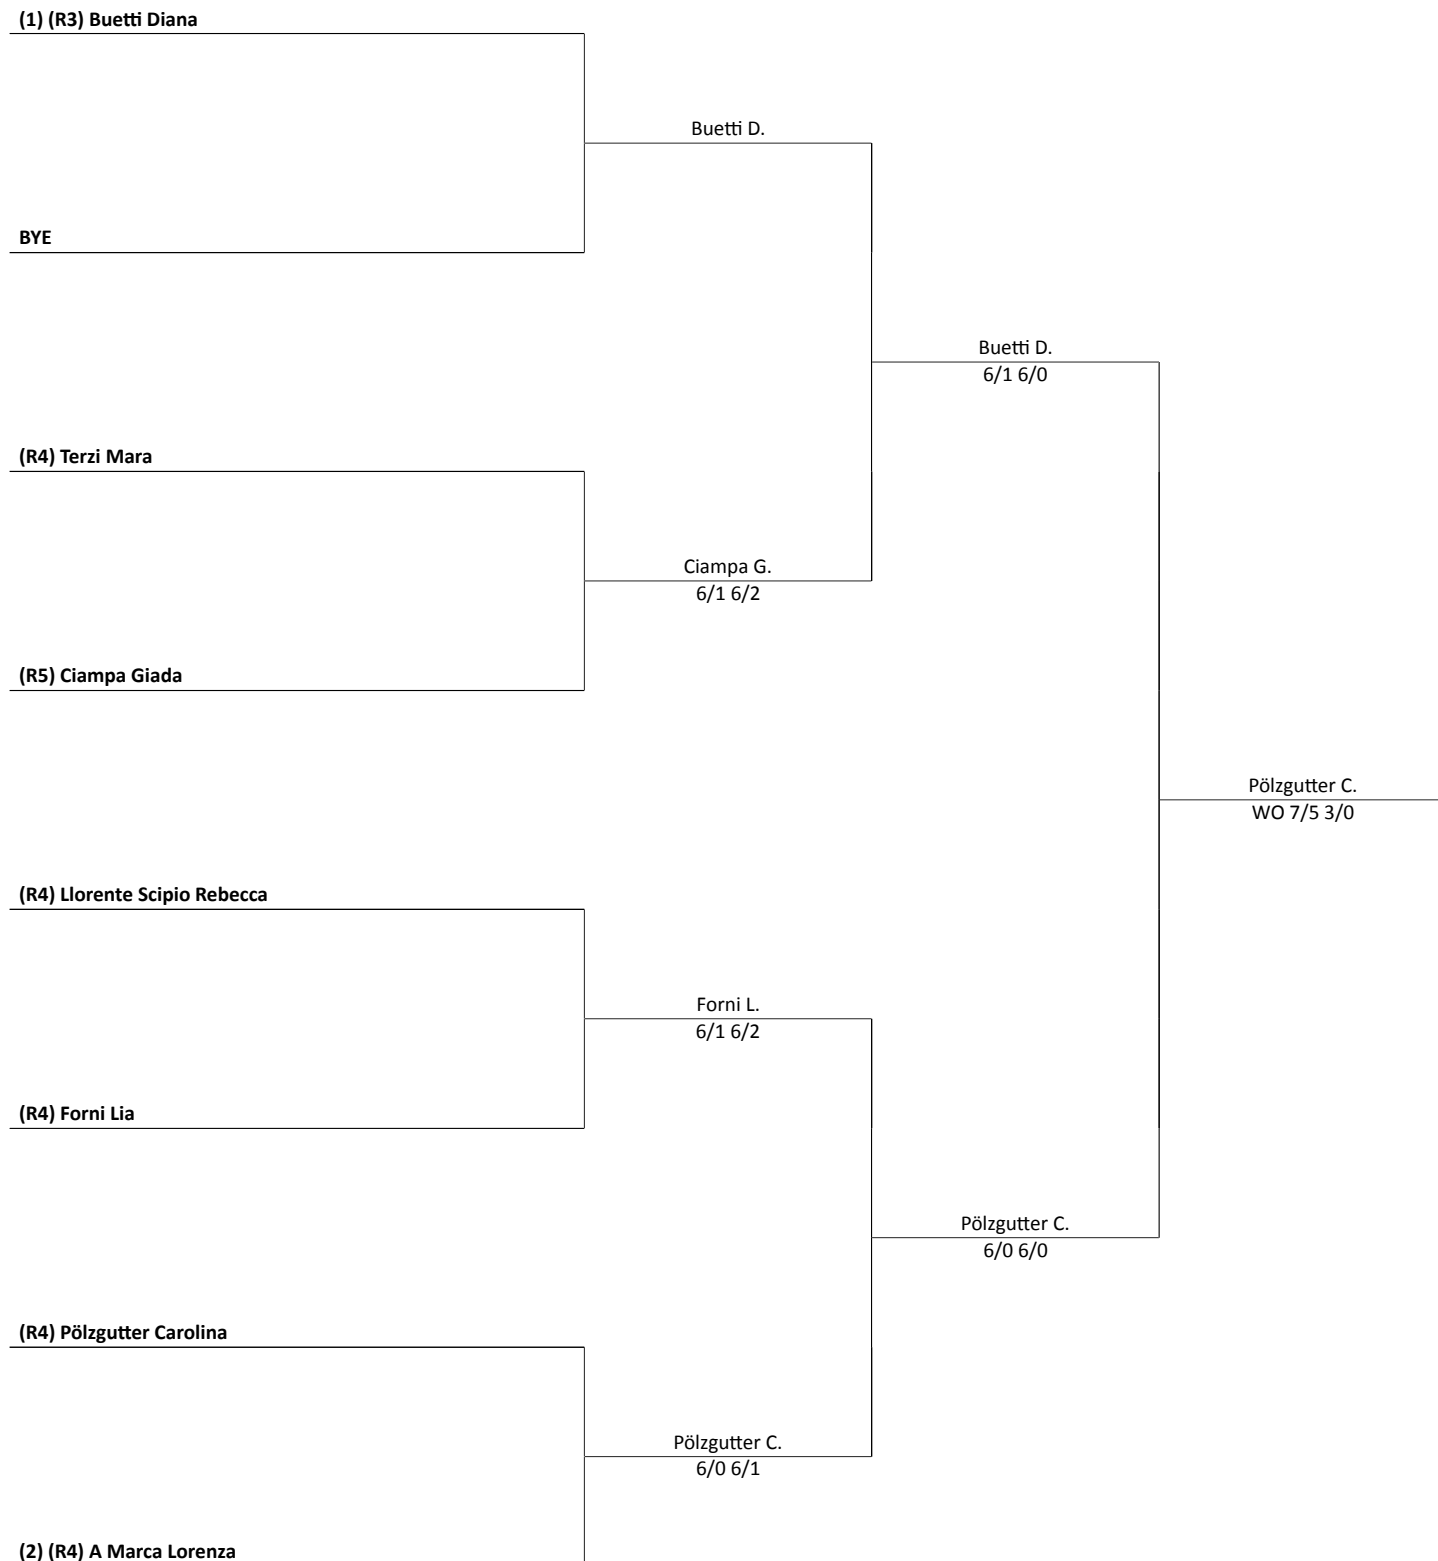 (1) (R3) Buetti Diana
Buetti D.
BYE
Buetti D.
6/1 6/0
(R4) Terzi Mara
Ciampa G.
6/1 6/2
(R5) Ciampa Giada
Pölzgutter C.
WO 7/5 3/0
(R4) Llorente Scipio Rebecca
Forni L.
6/1 6/2
(R4) Forni Lia
Pölzgutter C.
6/0 6/0
(R4) Pölzgutter Carolina
Pölzgutter C.
6/0 6/1
(2) (R4) A Marca Lorenza